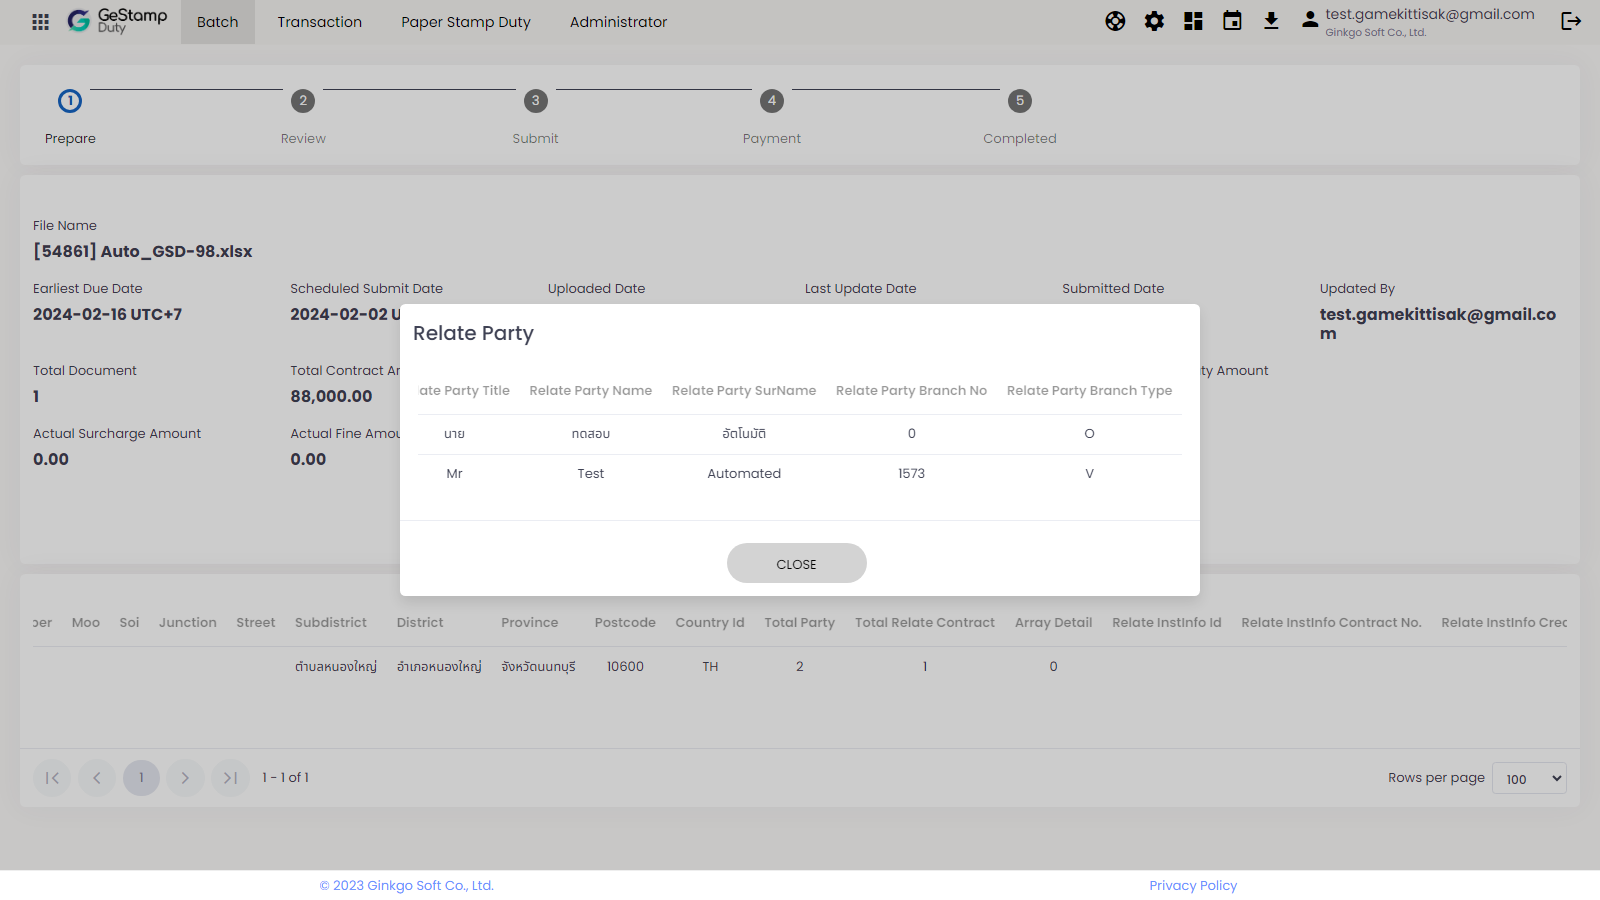 GeStamp
Duty
Batch
Transaction
Paper Stamp Duty
Administrator
test.gamekittisak@gmail.com
Ginkgo Soft Co., Ltd.
1
2
3
4
5
Prepare
Review
Submit
Payment
Completed
File Name
[54861] Auto_GSD-98.xlsx
Earliest Due Date
Scheduled Submit Date
Uploaded Date
Last Update Date
Submitted Date
Updated By
2024-02-16 UTC+7
2024-02-02 U
test.gamekittisak@gmail.co
m
Total Document
Total Contract Ar
ty Amount
1
88,000.00
Actual Surcharge Amount
Actual Fine Amou
0.00
0.00
Relate Party
ate Party Title
Relate Party Name
Relate Party SurName
Relate Party Branch No
Relate Party Branch Type
นาย
ทดสอบ
อัตโนมัติ
0
O
Mr
Test
Automated
1573
V
CLOSE
ber
Moo
Soi
Junction
Street
Subdistrict
District
Province
Postcode
Country Id
Total Party
Total Relate Contract
Array Detail
Relate InstInfo Id
Relate InstInfo Contract No.
Relate InstInfo Crec
ตำบลหนองใหญ่
อำเภอหนองใหญ่
จังหวัดนนทบุรี
10600
TH
2
1
0
1
1 - 1 of 1
Rows per page
100
© 2023 Ginkgo Soft Co., Ltd.
Privacy Policy